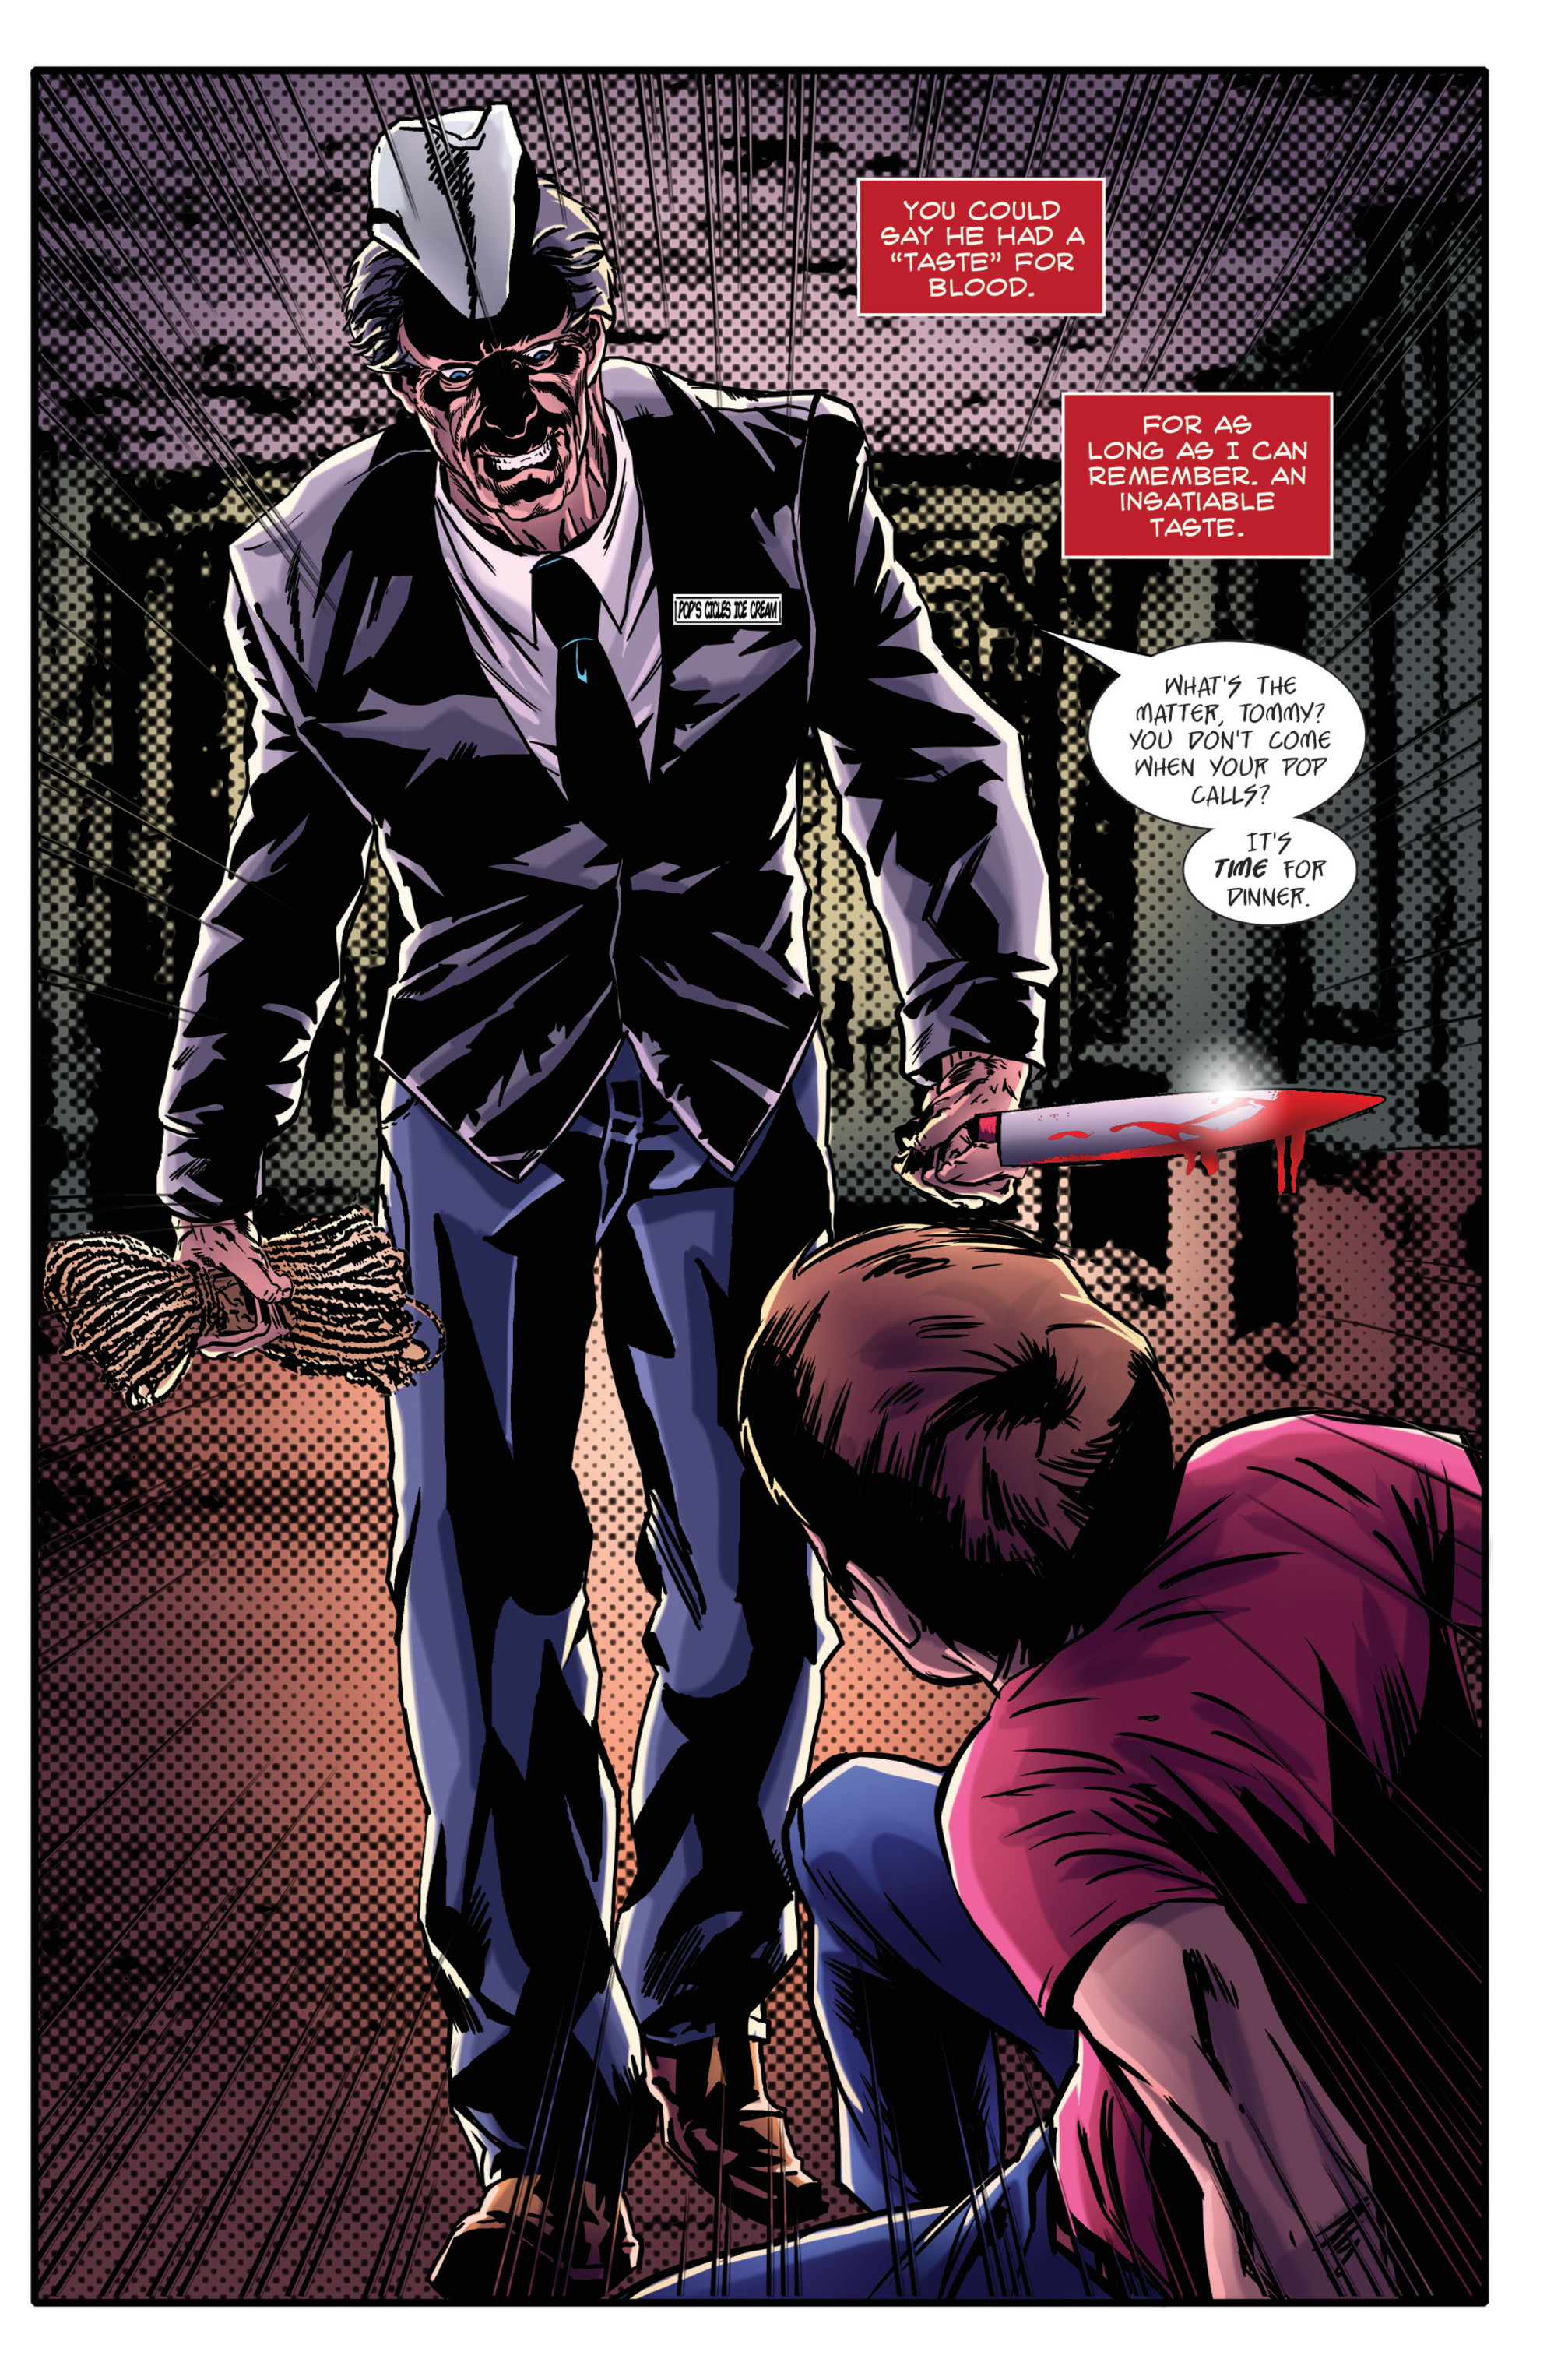 YOU COULD
SAY HE HAD A
"TASTE" FOR
BLOOD.
FOR AS
LONG AS I CAN
REMEMBER. AN
INSATIABLE
TASTE.
POP'S CICLES ICE CREAM
WHAT'S THE
MATTER, TOMMY?
YOU DON'T COME
WHEN YOUR POP
CALLS?
IT'S
TIME FOR
DINNER.